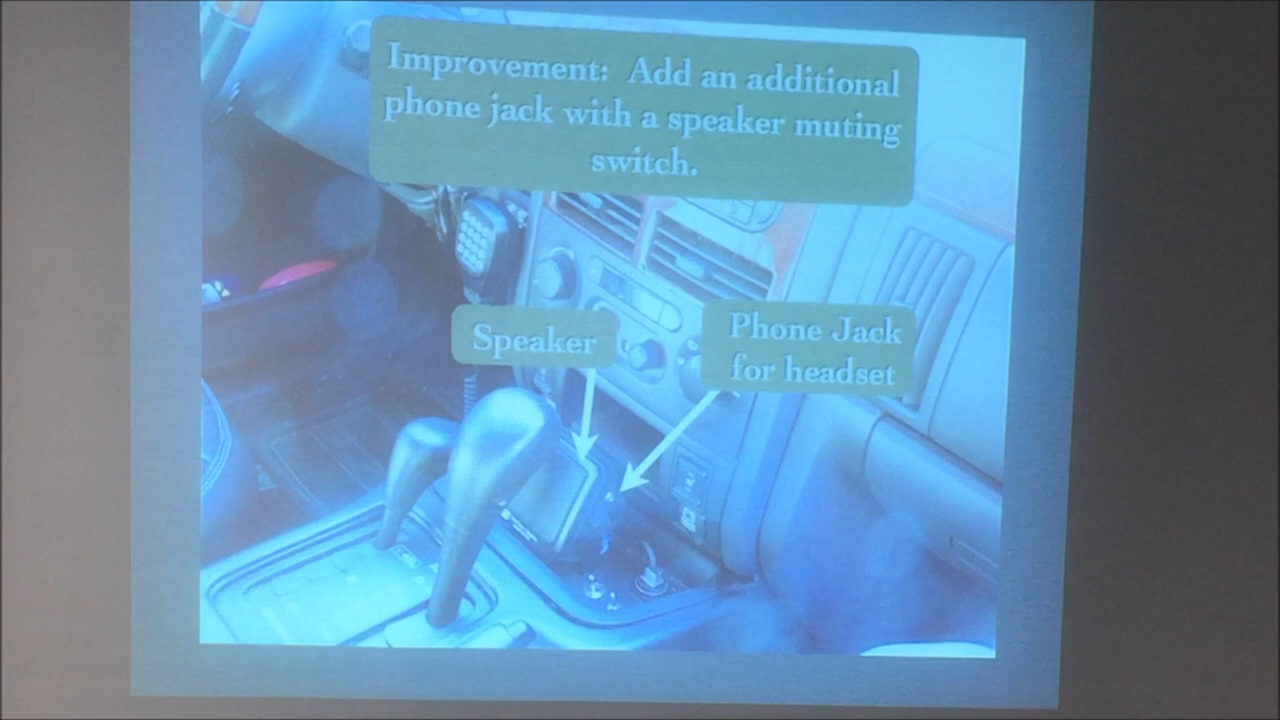 Improvement:  Add an additional
phone jack with a speaker muting
switch.
Speaker
Phone Jack
for headset